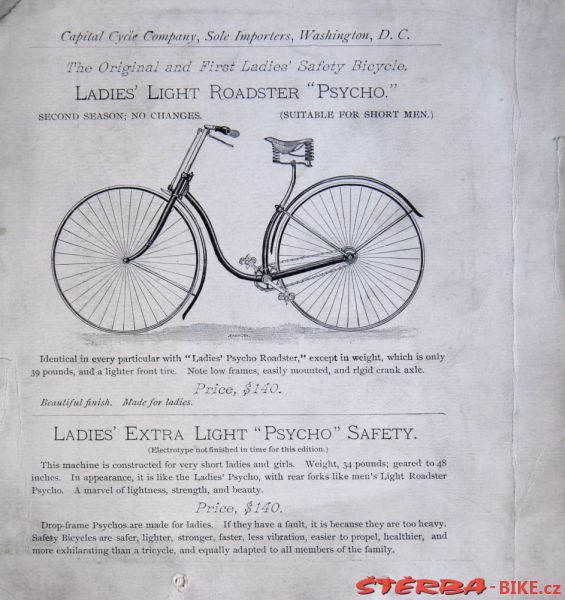 Capital Cycle Company, Sole Importers, Washington, D. C.
The Original and First Ladies' Safety Bicycle.
LADIES' LIGHT ROADSTER "PSYCHO."
SECOND SEASON; NO CHANGES. (SUITABLE FOR SHORT MEN.)
Identical in every particular with "Ladies' Psycho Roadster," except in weight, which is only
39 pounds, and a lighter front tire. Note low frames, easily mounted, and rigid crank axle.
Price, $140.
Beautiful finish. Made for ladies.
LADIES' EXTRA LIGHT "PSYCHO" SAFETY.
(Electrotype not finished in time for this edition.)
This machine is constructed for very short ladies and girls. Weight, 34 pounds; geared to 48
inches. In appearance, it is like the Ladies' Psycho, with rear forks like men's Light Roadster
Psycho. A marvel of lightness, strength, and beauty.
Price, $140.
Drop-frame Psychos are made for ladies. If they have a fault, it is because they are too heavy.
Safety Bicycles are safer, lighter, stronger, faster, less vibration, easier to propel, healthier, and
more exhilarating than a tricycle, and equally adapted to all members of the family.
ŠTĚRBA-BIKE.cz